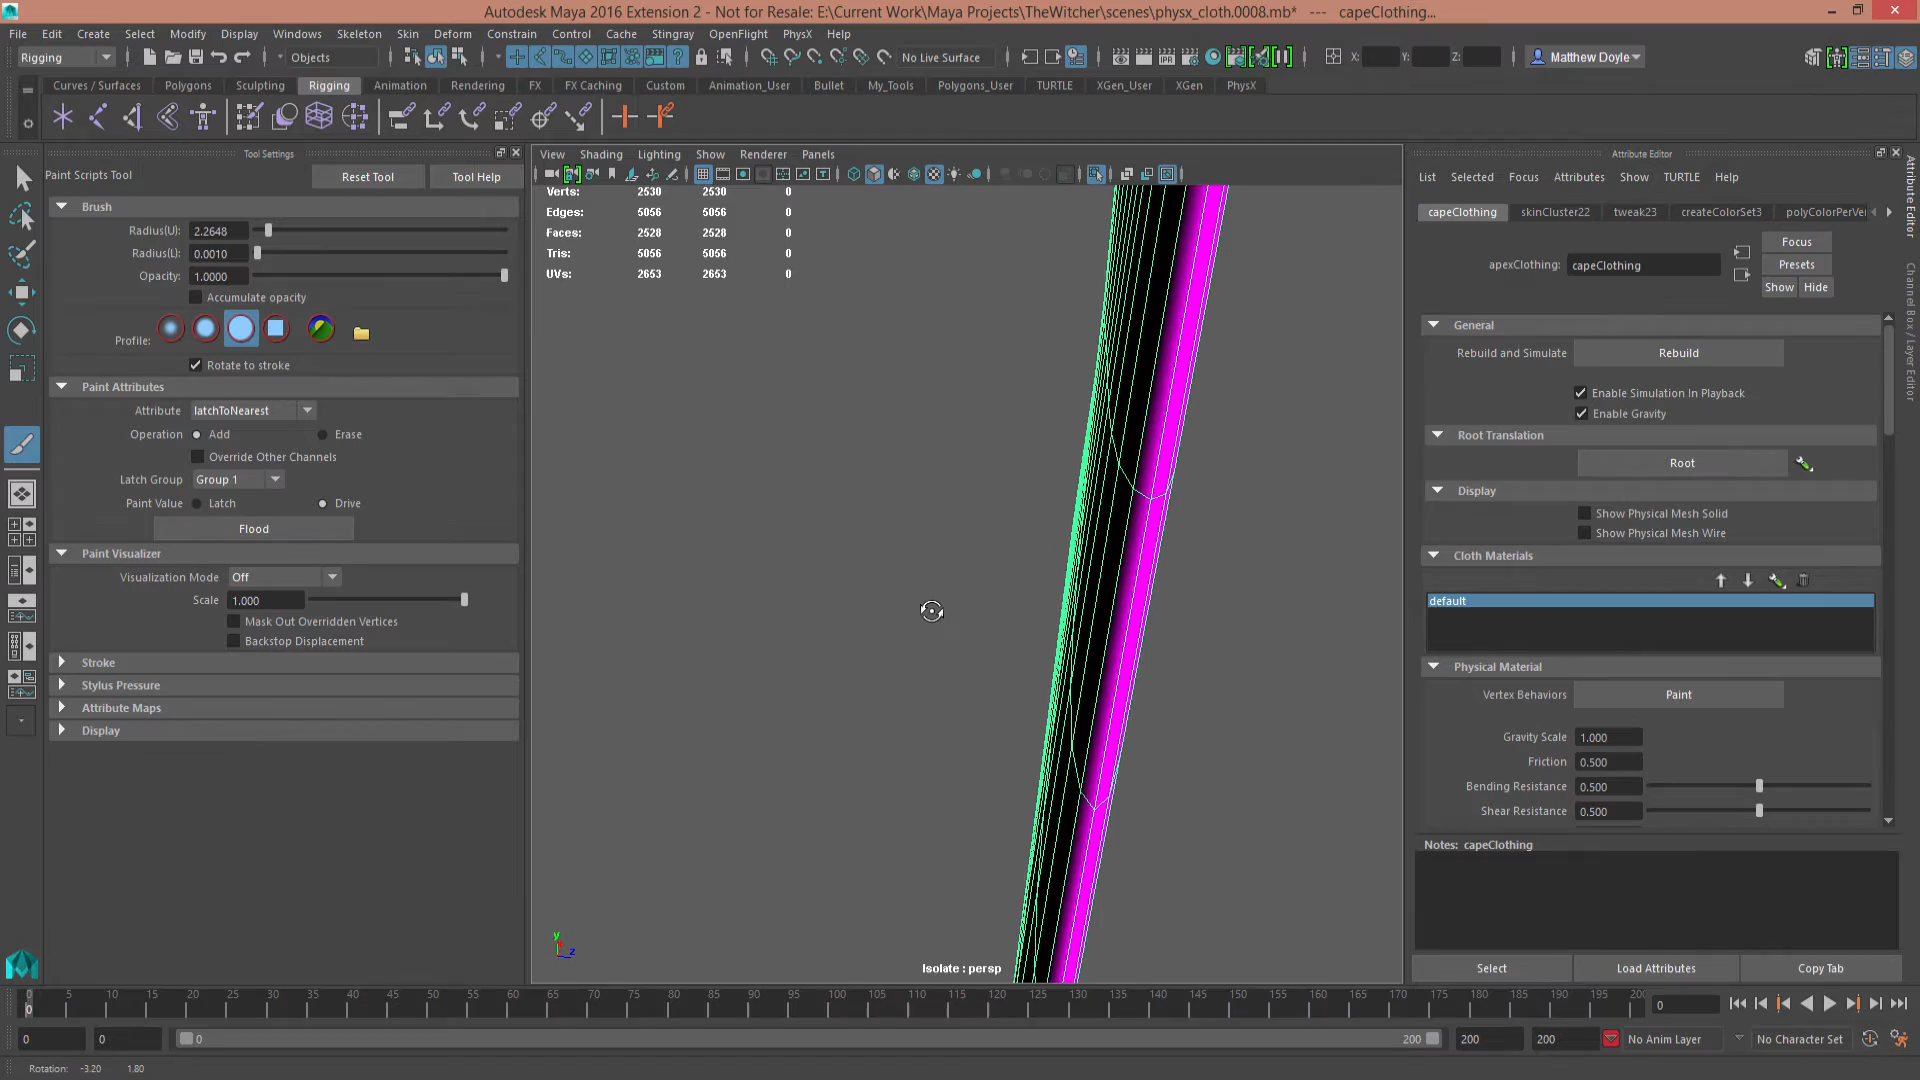 Autodesk Maya 2016 Extension 2 - Not for Resale: E:\Current Work\Maya Projects\TheWitcher\scenes\physx_cloth.0008.mb* --- capeClothing...
File Edit Create Select Modify Display Windows Skeleton Skin Deform Constrain Control Cache Stingray OpenFlight PhysX Help
Rigging Objects No Live Surface X: Y: Z: Matthew Doyle
Curves / Surfaces Polygons Sculpting Rigging Animation Rendering FX FX Caching Custom Animation_User Bullet My_Tools Polygons_User TURTLE XGen_User XGen PhysX
Tool Settings
Paint Scripts Tool Reset Tool Tool Help
Brush
Radius(U): 2.2648
Radius(L): 0.0010
Opacity: 1.0000
Accumulate opacity
Profile:
Rotate to stroke
Paint Attributes
Attribute latchToNearest
Operation Add Erase
Override Other Channels
Latch Group Group 1
Paint Value Latch Drive
Flood
Paint Visualizer
Visualization Mode Off
Scale 1.000
Mask Out Overridden Vertices
Backstop Displacement
Stroke
Stylus Pressure
Attribute Maps
Display
View Shading Lighting Show Renderer Panels
IPR
Verts: 2530 2530 0
Edges: 5056 5056 0
Faces: 2528 2528 0
Tris: 5056 5056 0
UVs: 2653 2653 0
y
z
Isolate : persp
Attribute Editor
List Selected Focus Attributes Show TURTLE Help
capeClothing skinCluster22 tweak23 createColorSet3 polyColorPerVer
apexClothing: capeClothing
Focus
Presets
Show Hide
General
Rebuild and Simulate Rebuild
Enable Simulation In Playback
Enable Gravity
Root Translation
Root
Display
Show Physical Mesh Solid
Show Physical Mesh Wire
Cloth Materials
default
Physical Material
Vertex Behaviors Paint
Gravity Scale 1.000
Friction 0.500
Bending Resistance 0.500
Shear Resistance 0.500
Notes: capeClothing
Select Load Attributes Copy Tab
Attribute Editor
Channel Box / Layer Editor
0 5 10 15 20 25 30 35 40 45 50 55 60 65 70 75 80 85 90 95 100 105 110 115 120 125 130 135 140 145 150 155 160 165 170 175 180 185 190 195 200
0 0
0 0 0 200 200 200 No Anim Layer No Character Set
Rotation: -3.20 1.80